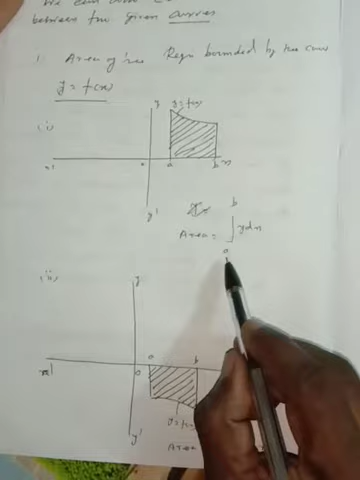 between two given curves
1. Area of the Region bounded by the curve
y = f(x)
(i)
y
y = f(x)
x'
o
a
b
x
y'
b
Area = ∫ y dx
a
(ii)
y
x'
o
a
b
y = f(x)
y'
Area